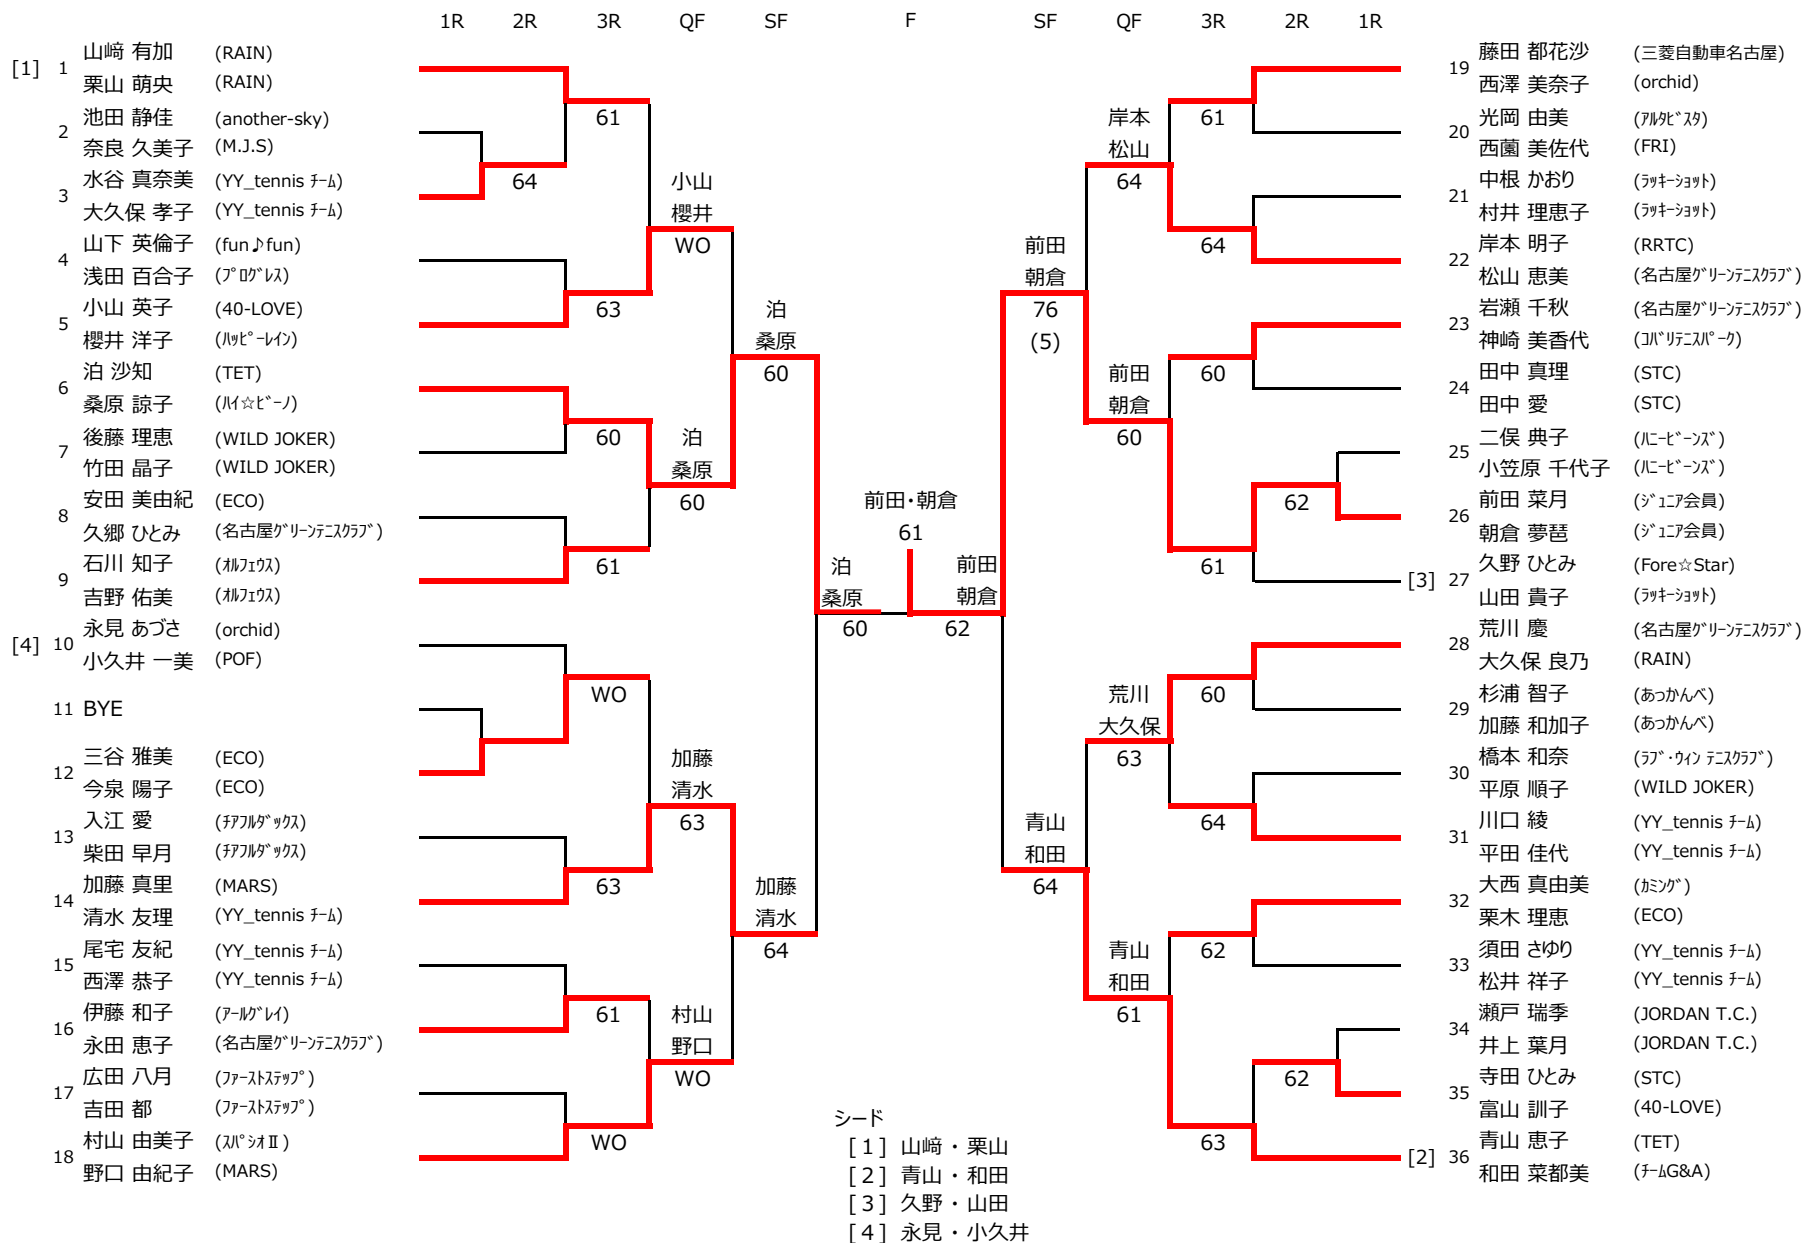 1R 2R 3R QF SF F SF QF 3R 2R 1R
[1] 1 山﨑 有加 (RAIN)
栗山 萌央 (RAIN)
2 池田 静佳 (another-sky)
奈良 久美子 (M.J.S)
3 水谷 真奈美 (YY_tennis ﾁｰﾑ)
大久保 孝子 (YY_tennis ﾁｰﾑ)
4 山下 英倫子 (fun♪fun)
浅田 百合子 (ﾌﾟﾛｸﾞﾚｽ)
5 小山 英子 (40-LOVE)
櫻井 洋子 (ﾊｯﾋﾟｰﾚｲﾝ)
6 泊 沙知 (TET)
桑原 諒子 (ﾊｲ☆ﾋﾞｰﾉ)
7 後藤 理恵 (WILD JOKER)
竹田 晶子 (WILD JOKER)
8 安田 美由紀 (ECO)
久郷 ひとみ (名古屋ｸﾞﾘｰﾝﾃﾆｽｸﾗﾌﾞ)
9 石川 知子 (ｵﾙﾌｪｳｽ)
吉野 佑美 (ｵﾙﾌｪｳｽ)
[4] 10 永見 あづさ (orchid)
小久井 一美 (POF)
11 BYE
12 三谷 雅美 (ECO)
今泉 陽子 (ECO)
13 入江 愛 (ﾁｱﾌﾙﾀﾞｯｸｽ)
柴田 早月 (ﾁｱﾌﾙﾀﾞｯｸｽ)
14 加藤 真里 (MARS)
清水 友理 (YY_tennis ﾁｰﾑ)
15 尾宅 友紀 (YY_tennis ﾁｰﾑ)
西澤 恭子 (YY_tennis ﾁｰﾑ)
16 伊藤 和子 (ｱｰﾙｸﾞﾚｲ)
永田 恵子 (名古屋ｸﾞﾘｰﾝﾃﾆｽｸﾗﾌﾞ)
17 広田 八月 (ﾌｧｰｽﾄｽﾃｯﾌﾟ)
吉田 都 (ﾌｧｰｽﾄｽﾃｯﾌﾟ)
18 村山 由美子 (ｽﾊﾟｼｵⅡ)
野口 由紀子 (MARS)
64
61
63
60
61
WO
63
61
WO
小山
櫻井
WO
泊
桑原
60
加藤
清水
63
村山
野口
WO
泊
桑原
60
加藤
清水
64
泊
桑原
60
前田・朝倉
61
前田
朝倉
62
前田
朝倉
76
(5)
青山
和田
64
岸本
松山
64
前田
朝倉
60
荒川
大久保
63
青山
和田
61
61
64
60
61
60
64
62
63
62
62
19 藤田 都花沙 (三菱自動車名古屋)
西澤 美奈子 (orchid)
20 光岡 由美 (ｱﾙﾀﾋﾞｽﾀ)
西薗 美佐代 (FRI)
21 中根 かおり (ﾗｯｷｰｼｮｯﾄ)
村井 理恵子 (ﾗｯｷｰｼｮｯﾄ)
22 岸本 明子 (RRTC)
松山 恵美 (名古屋ｸﾞﾘｰﾝﾃﾆｽｸﾗﾌﾞ)
23 岩瀬 千秋 (名古屋ｸﾞﾘｰﾝﾃﾆｽｸﾗﾌﾞ)
神崎 美香代 (ｺﾊﾞﾘﾃﾆｽﾊﾟｰｸ)
24 田中 真理 (STC)
田中 愛 (STC)
25 二俣 典子 (ﾊﾆｰﾋﾞｰﾝｽﾞ)
小笠原 千代子 (ﾊﾆｰﾋﾞｰﾝｽﾞ)
26 前田 菜月 (ｼﾞｭﾆｱ会員)
朝倉 夢琶 (ｼﾞｭﾆｱ会員)
[3] 27 久野 ひとみ (Fore☆Star)
山田 貴子 (ﾗｯｷｰｼｮｯﾄ)
28 荒川 慶 (名古屋ｸﾞﾘｰﾝﾃﾆｽｸﾗﾌﾞ)
大久保 良乃 (RAIN)
29 杉浦 智子 (あっかんべ)
加藤 和加子 (あっかんべ)
30 橋本 和奈 (ﾗﾌﾞ･ｳｨﾝ ﾃﾆｽｸﾗﾌﾞ)
平原 順子 (WILD JOKER)
31 川口 綾 (YY_tennis ﾁｰﾑ)
平田 佳代 (YY_tennis ﾁｰﾑ)
32 大西 真由美 (ｶﾐﾝｸﾞ)
栗木 理恵 (ECO)
33 須田 さゆり (YY_tennis ﾁｰﾑ)
松井 祥子 (YY_tennis ﾁｰﾑ)
34 瀬戸 瑞季 (JORDAN T.C.)
井上 葉月 (JORDAN T.C.)
35 寺田 ひとみ (STC)
富山 訓子 (40-LOVE)
[2] 36 青山 恵子 (TET)
和田 菜都美 (ﾁｰﾑG&A)
シード
[1] 山﨑・栗山
[2] 青山・和田
[3] 久野・山田
[4] 永見・小久井